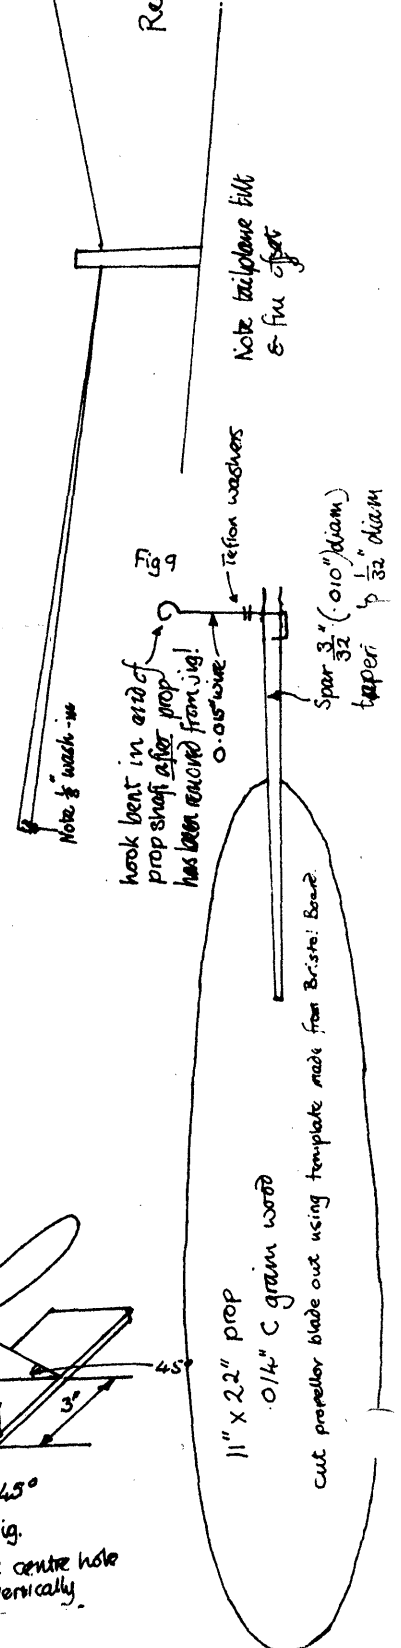 Re
Note tailplane tilt
& fin offset
Note 1/8" wash-in
Fig 9
hook bent in end of
prop shaft after prop
has been removed from jig!
0.015" wire
Teflon washers
Spar 3/32" (.010" diam)
taper 1/32" diam
11" x 22" prop
.014" C grain wood
cut propellor blade out using template made from Bristol Board.
45°
3"
45°
ig.
centre hole
vertically